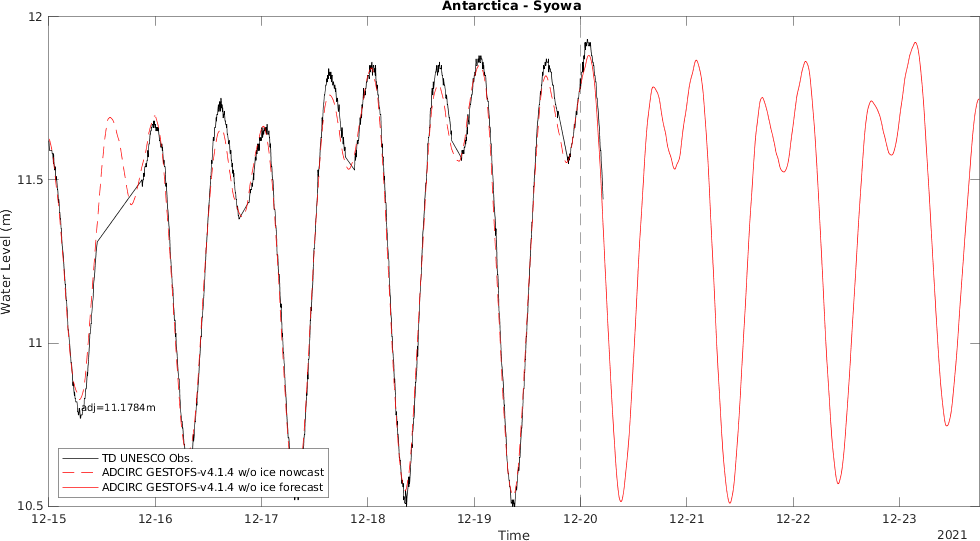 Antarctica - Syowa
Water Level (m)
12
11.5
11
10.5
adj=11.1784m
TD UNESCO Obs.
ADCIRC GESTOFS-v4.1.4 w/o ice nowcast
ADCIRC GESTOFS-v4.1.4 w/o ice forecast
12-15 12-16 12-17 12-18 12-19 12-20 12-21 12-22 12-23
Time
2021